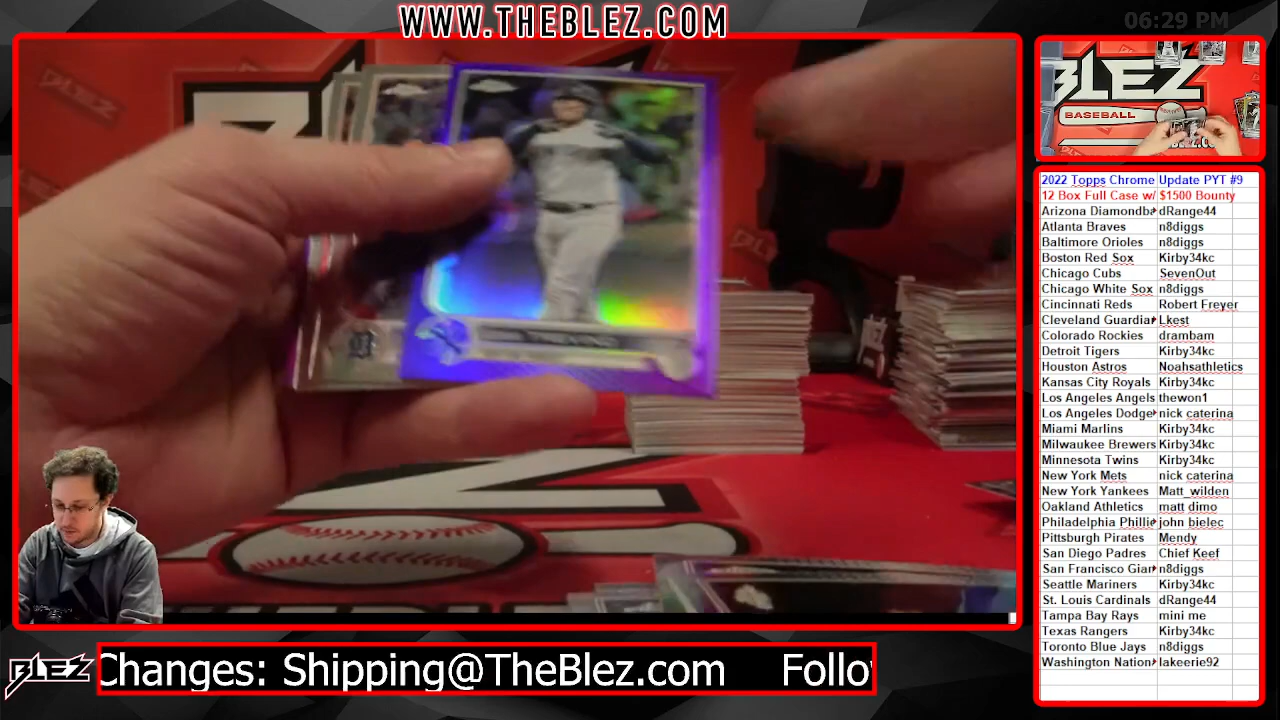 WWW.THEBLEZ.COM
06:29 PM
BLEZ
BASEBALL
2022 Topps Chrome Update PYT #9
12 Box Full Case w/ $1500 Bounty
Arizona Diamondba dRange44
Atlanta Braves n8diggs
Baltimore Orioles n8diggs
Boston Red Sox Kirby34kc
Chicago Cubs SevenOut
Chicago White Sox n8diggs
Cincinnati Reds Robert Freyer
Cleveland Guardian Lkest
Colorado Rockies drambam
Detroit Tigers Kirby34kc
Houston Astros Noahsathletics
Kansas City Royals Kirby34kc
Los Angeles Angels thewon1
Los Angeles Dodge nick caterina
Miami Marlins Kirby34kc
Milwaukee Brewers Kirby34kc
Minnesota Twins Kirby34kc
New York Mets nick caterina
New York Yankees Matt_wilden
Oakland Athletics matt dimo
Philadelphia Phillie john bielec
Pittsburgh Pirates Mendy
San Diego Padres Chief Keef
San Francisco Gian n8diggs
Seattle Mariners Kirby34kc
St. Louis Cardinals dRange44
Tampa Bay Rays mini me
Texas Rangers Kirby34kc
Toronto Blue Jays n8diggs
Washington Nation lakeerie92
BLEZ Changes: Shipping@TheBlez.com Follo